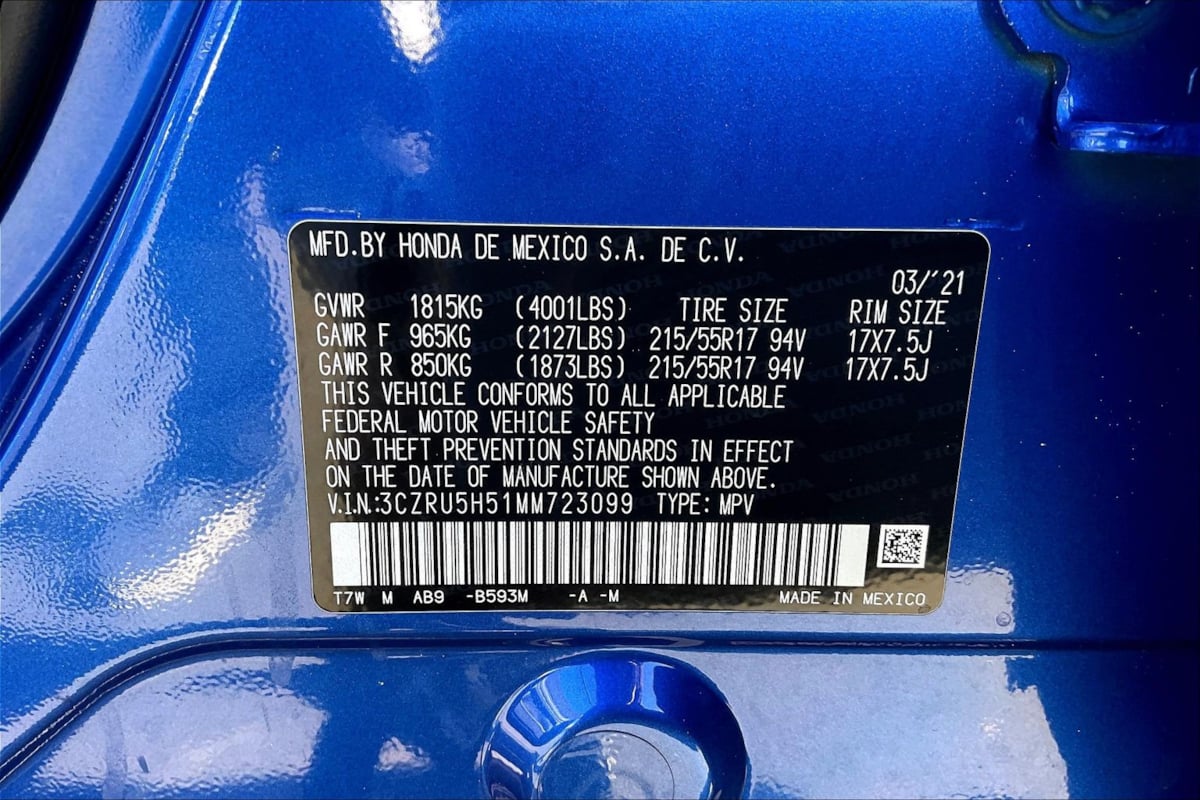 MFD.BY HONDA DE MEXICO S.A. DE C.V.
03/'21
GVWR 1815KG (4001LBS) TIRE SIZE RIM SIZE
GAWR F 965KG (2127LBS) 215/55R17 94V 17X7.5J
GAWR R 850KG (1873LBS) 215/55R17 94V 17X7.5J
THIS VEHICLE CONFORMS TO ALL APPLICABLE
FEDERAL MOTOR VEHICLE SAFETY
AND THEFT PREVENTION STANDARDS IN EFFECT
ON THE DATE OF MANUFACTURE SHOWN ABOVE.
V.I.N.:3CZRU5H51MM723099 TYPE: MPV
T7W M AB9 -B593M -A -M MADE IN MEXICO